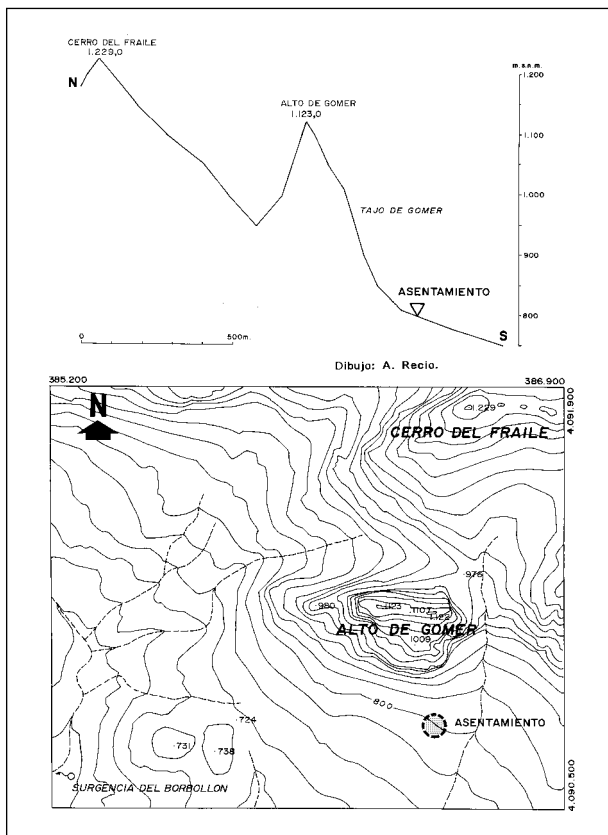 CERRO DEL FRAILE
1.229,0
N
ALTO DE GOMER
1.123,0
m.s.n.m.
1.200
1.100
1.000
900
800
TAJO DE GOMER
ASENTAMIENTO
S
0
500m.
Dibujo: A. Recio.
385.200
386.900
N
4.091.900
1.229
CERRO DEL FRAILE
976
980
1123
1107
1122
ALTO DE GOMER
1009
800
ASENTAMIENTO
724
731
738
SURGENCIA DEL BORBOLLON
4.090.500